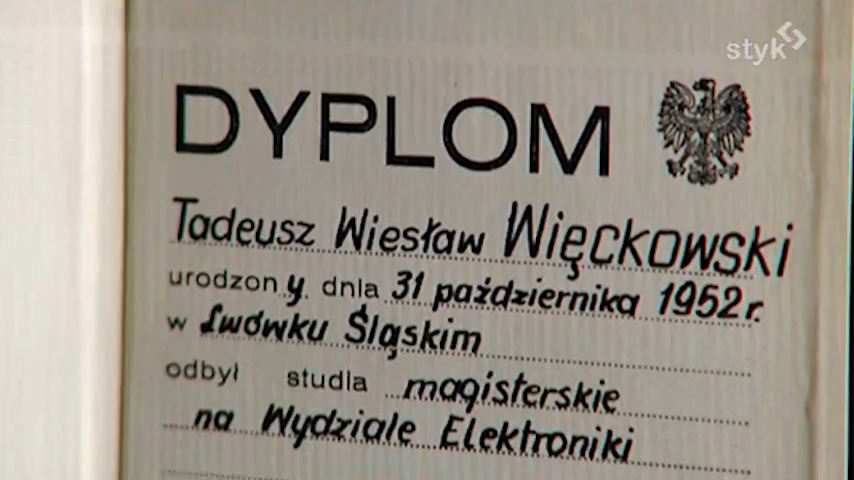 styk
DYPLOM
Tadeusz Wiesław Więckowski
urodzony dnia 31 października 1952 r.
w Lwówku Śląskim
odbył studia magisterskie
na Wydziale Elektroniki